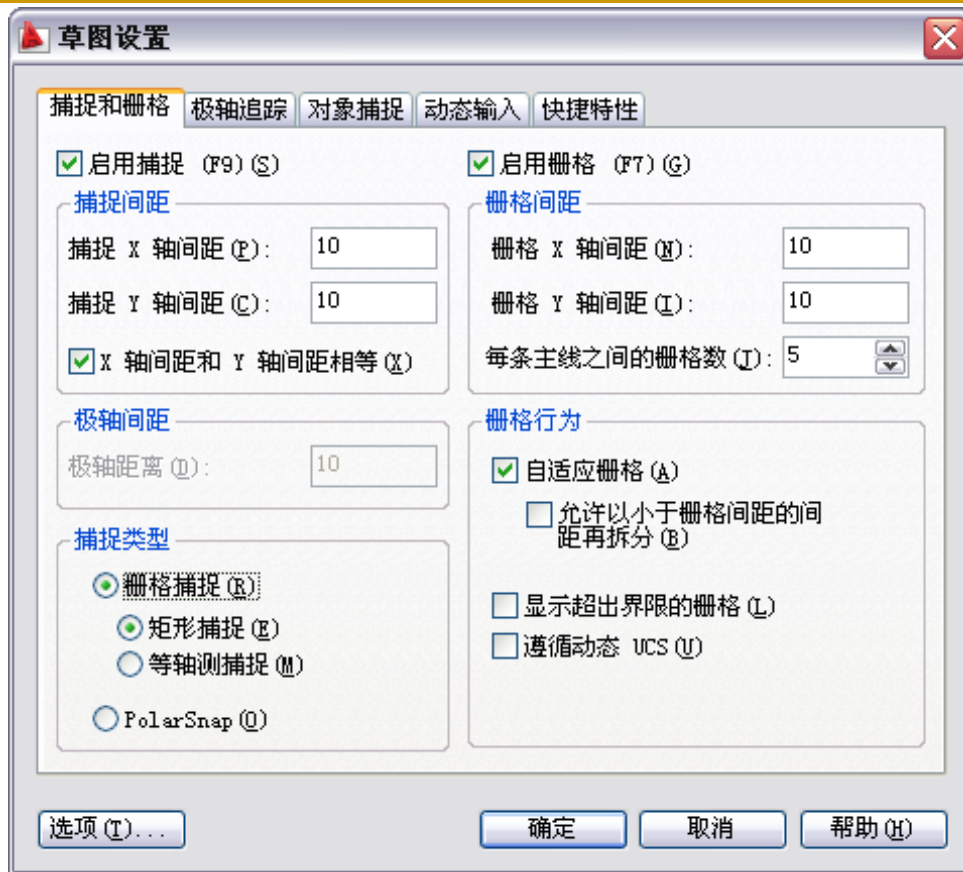 草图设置
捕捉和栅格 极轴追踪 对象捕捉 动态输入 快捷特性
启用捕捉 (F9)(S)
捕捉间距
捕捉 X 轴间距(P): 10
捕捉 Y 轴间距(C): 10
X 轴间距和 Y 轴间距相等(X)
极轴间距
极轴距离(D): 10
捕捉类型
栅格捕捉(R)
矩形捕捉(E)
等轴测捕捉(M)
PolarSnap(O)
启用栅格 (F7)(G)
栅格间距
栅格 X 轴间距(N): 10
栅格 Y 轴间距(I): 10
每条主线之间的栅格数(J): 5
栅格行为
自适应栅格(A)
允许以小于栅格间距的间
距再拆分(B)
显示超出界限的栅格(L)
遵循动态 UCS(U)
选项(T)... 确定 取消 帮助(H)